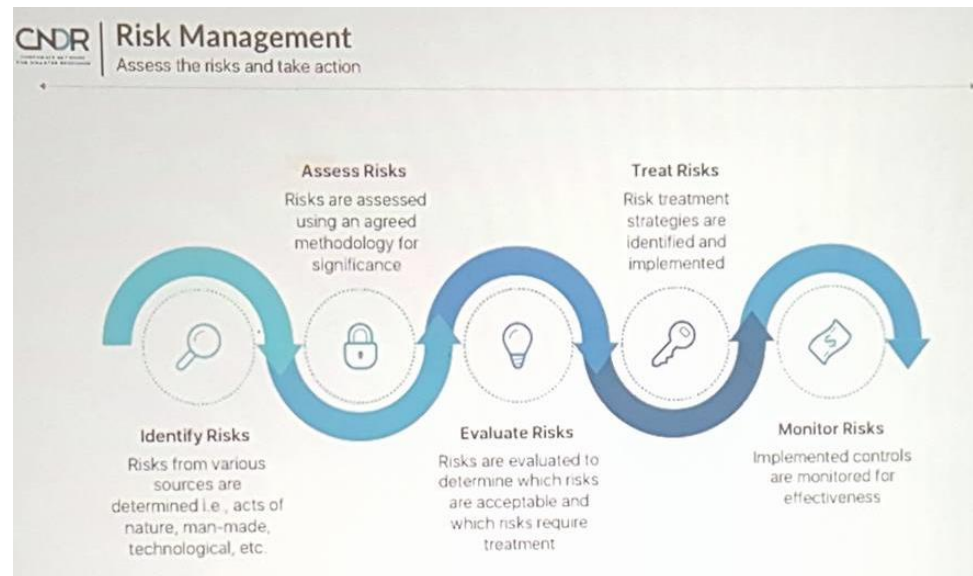 CNDR
Risk Management
Assess the risks and take action
Assess Risks
Risks are assessed
using an agreed
methodology for
significance
Treat Risks
Risk treatment
strategies are
identified and
implemented
$
Identify Risks
Risks from various
sources are
determined i.e., acts of
nature, man-made,
technological, etc.
Evaluate Risks
Risks are evaluated to
determine which risks
are acceptable and
which risks require
treatment
Monitor Risks
Implemented controls
are monitored for
effectiveness